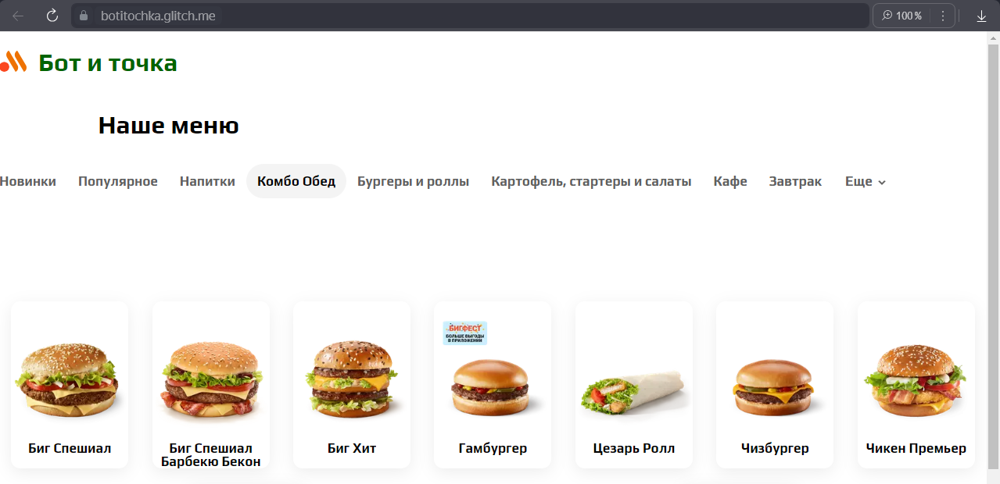 botitochka.glitch.me
100 %
Бот и точка
Наше меню
Новинки Популярное Напитки Комбо Обед Бургеры и роллы Картофель, стартеры и салаты Кафе Завтрак Еще
БИГФЕСТ
БОЛЬШЕ ВЫГОДЫ
В ПРИЛОЖЕНИИ
Биг Спешиал
Биг Спешиал
Барбекю Бекон
Биг Хит
Гамбургер
Цезарь Ролл
Чизбургер
Чикен Премьер